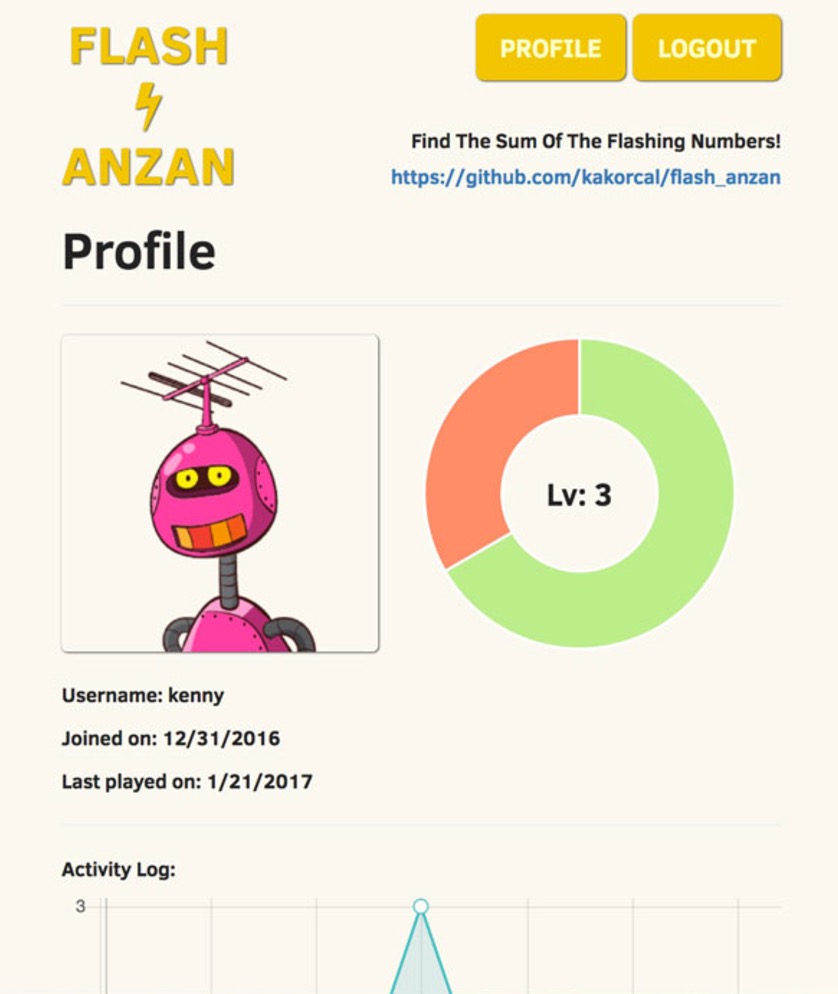 FLASH
ANZAN
PROFILE
LOGOUT
Find The Sum Of The Flashing Numbers!
https://github.com/kakorcal/flash_anzan
Profile
Lv: 3
Username: kenny
Joined on: 12/31/2016
Last played on: 1/21/2017
Activity Log:
3